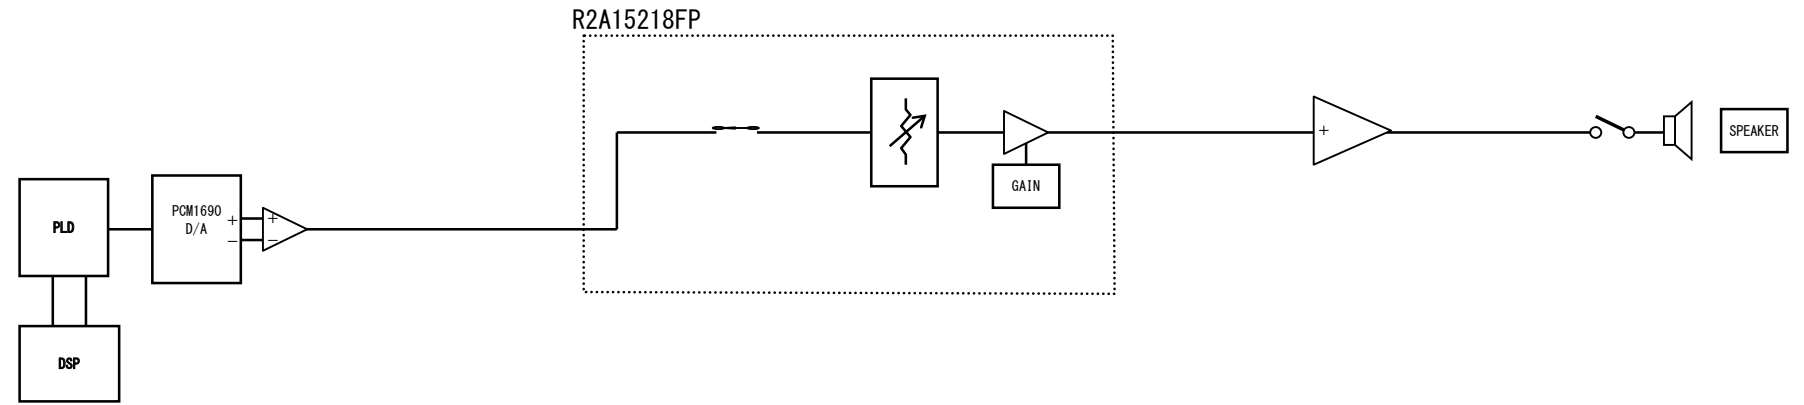 R2A15218FP
+
SPEAKER
GAIN
PLD
PCM1690
D/A
+
−
+
−
DSP